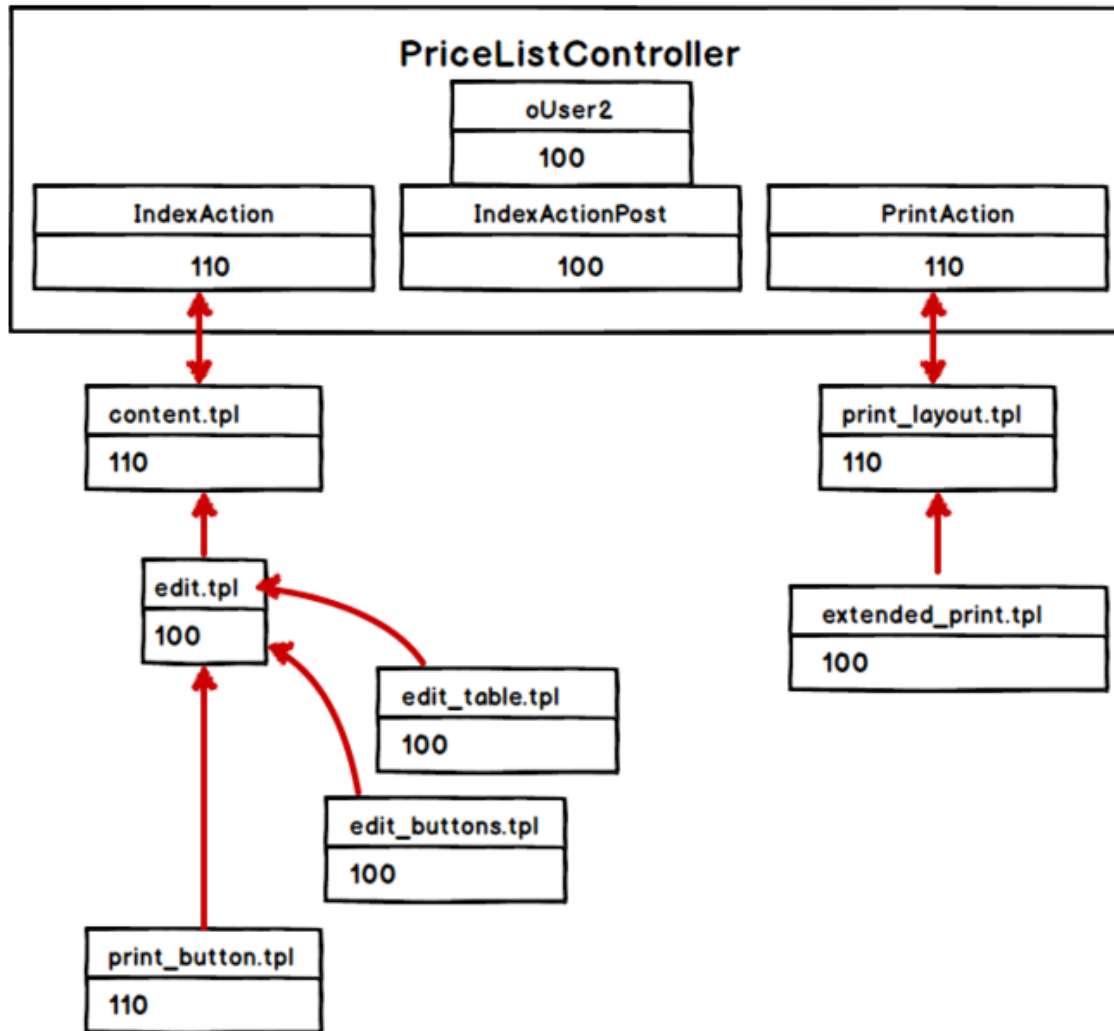 PriceListController
oUser2
100
IndexAction
110
IndexActionPost
100
PrintAction
110
content.tpl
110
print_layout.tpl
110
edit.tpl
100
extended_print.tpl
100
edit_table.tpl
100
edit_buttons.tpl
100
print_button.tpl
110